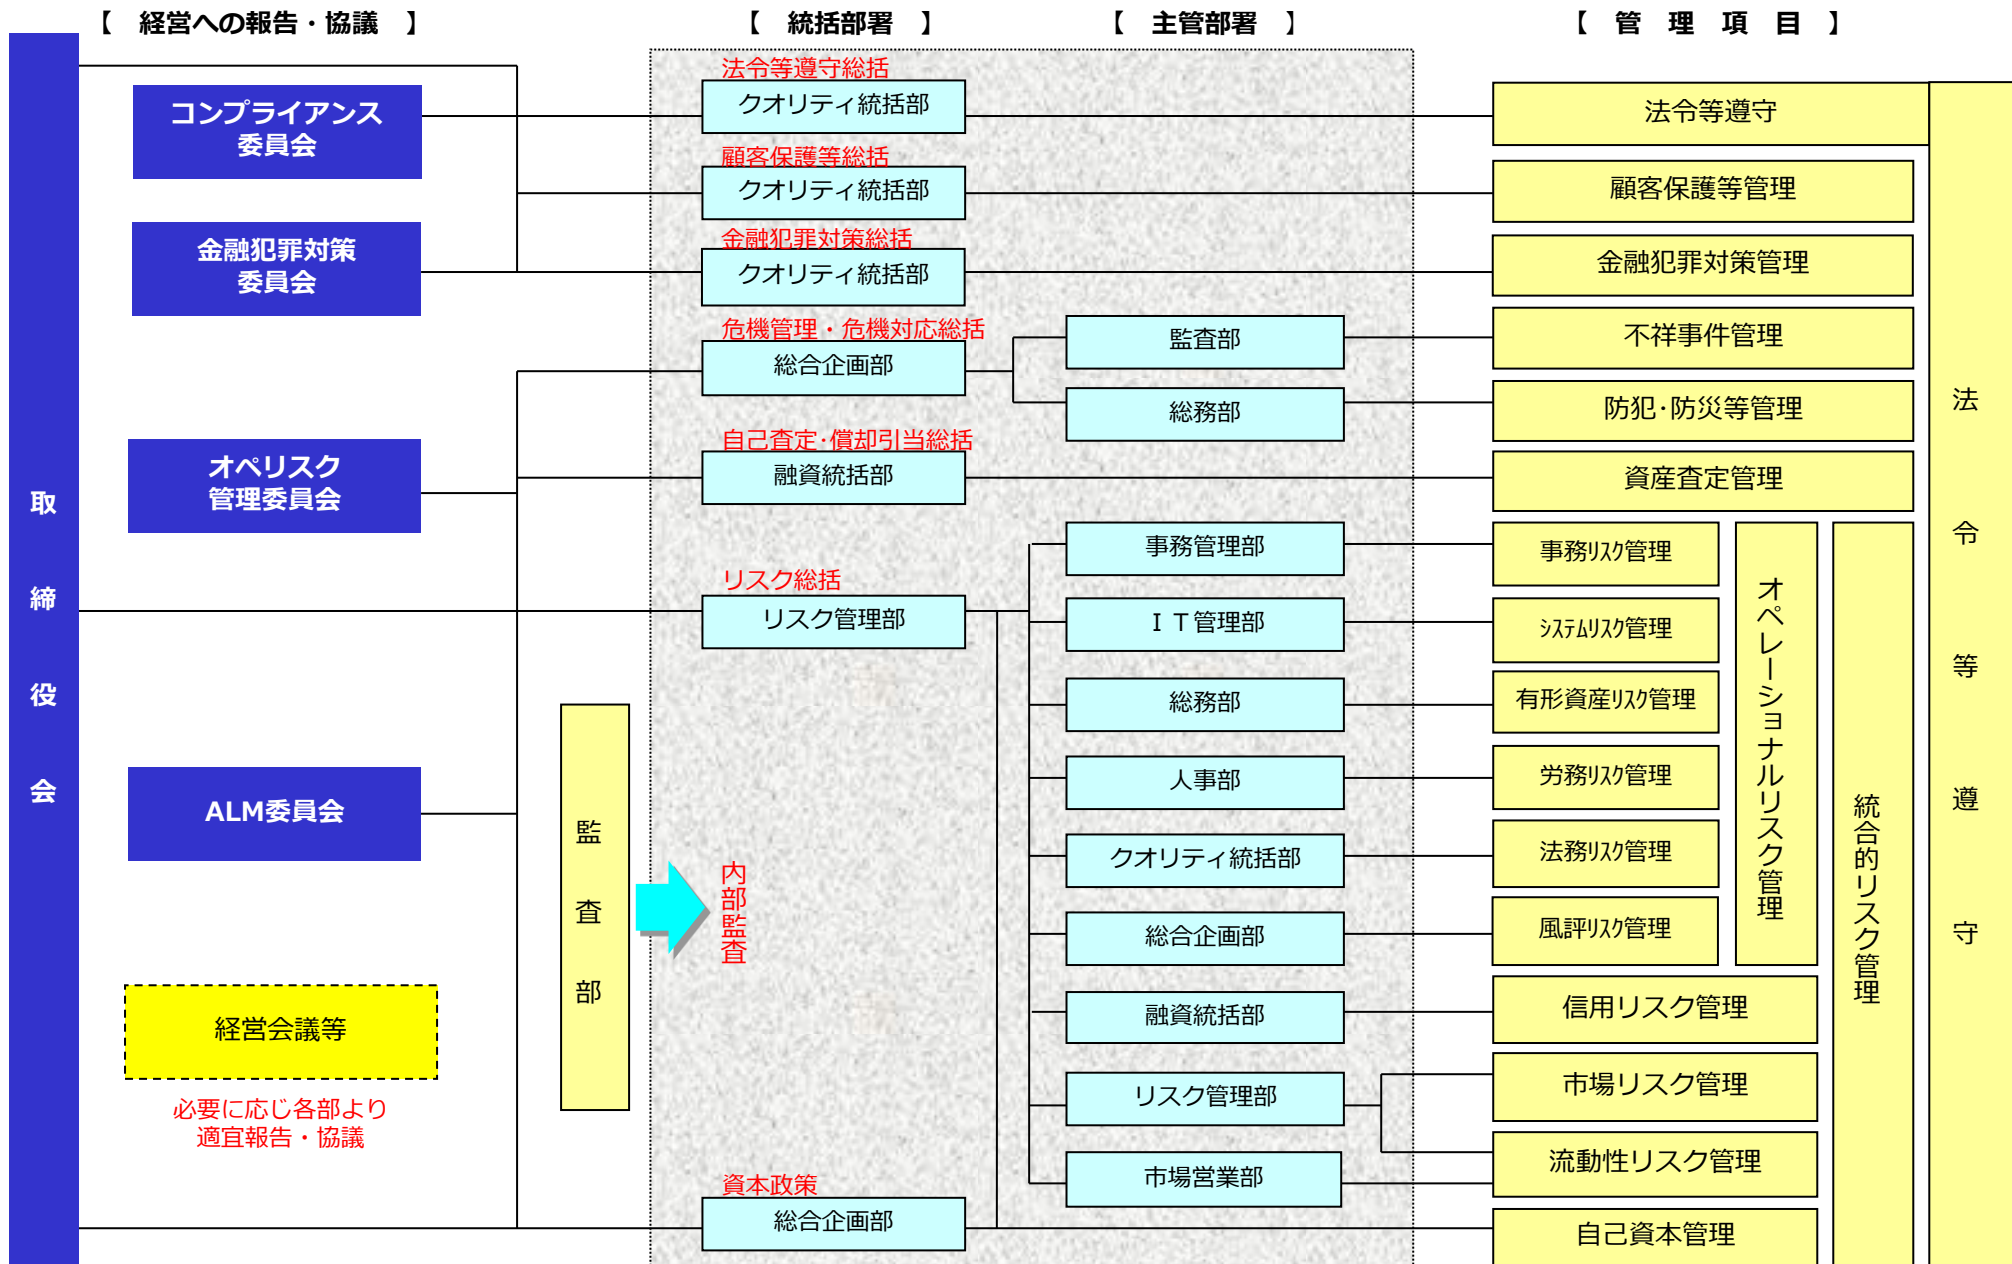 【　経営への報告・協議　】
【　統括部署　】
【　主管部署　】
【　管　理　項　目　】
取締役会
コンプライアンス
委員会
金融犯罪対策
委員会
オペリスク
管理委員会
ALM委員会
経営会議等
必要に応じ各部より
適宜報告・協議
監査部
内部監査
法令等遵守総括
クオリティ統括部
顧客保護等総括
クオリティ統括部
金融犯罪対策総括
クオリティ統括部
危機管理・危機対応総括
総合企画部
自己査定･償却引当総括
融資統括部
リスク総括
リスク管理部
資本政策
総合企画部
監査部
総務部
事務管理部
ＩＴ管理部
総務部
人事部
クオリティ統括部
総合企画部
融資統括部
リスク管理部
市場営業部
法令等遵守
顧客保護等管理
金融犯罪対策管理
不祥事件管理
防犯･防災等管理
資産査定管理
事務ﾘｽｸ管理
ｼｽﾃﾑﾘｽｸ管理
有形資産ﾘｽｸ管理
労務ﾘｽｸ管理
法務ﾘｽｸ管理
風評ﾘｽｸ管理
信用リスク管理
市場リスク管理
流動性リスク管理
自己資本管理
オペレーショナルリスク管理
統合的リスク管理
法令等遵守